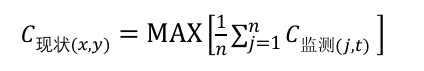 C现状(x,y) = MAX[1/n ∑ⁿⱼ₌₁ C监测(j,t)]